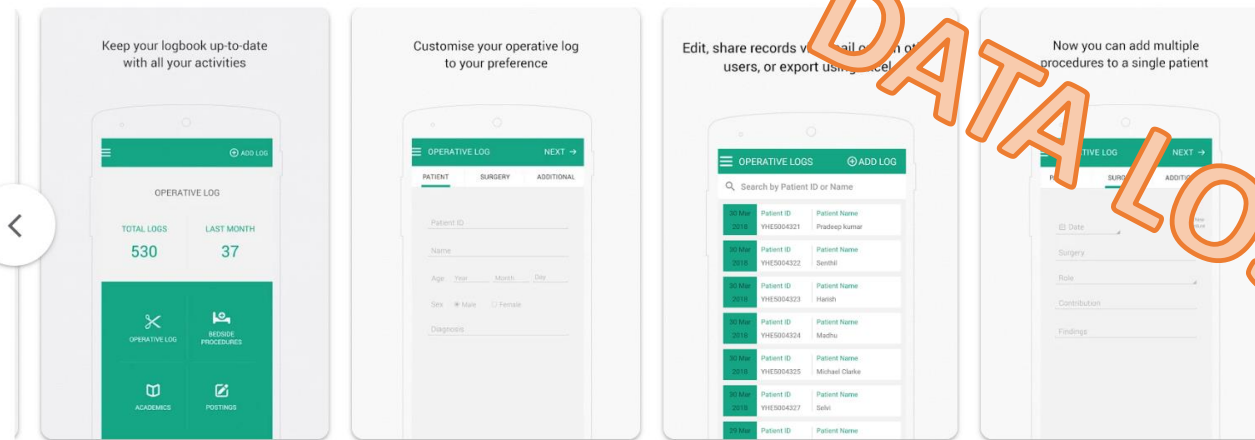 Keep your logbook up-to-date
with all your activities
ADD LOG
OPERATIVE LOG
TOTAL LOGS
LAST MONTH
530
37
OPERATIVE LOG
BEDSIDE
PROCEDURES
ACADEMICS
POSTINGS
Customise your operative log
to your preference
OPERATIVE LOG
NEXT →
PATIENT
SURGERY
ADDITIONAL
Patient ID
Name
Age Year Month Day
Sex Male Female
Diagnosis
Edit, share records
users, or export using Excel
OPERATIVE LOGS
ADD LOG
Search by Patient ID or Name
30 Mar Patient ID Patient Name
2018 YHE5004321 Pradeep kumar
30 Mar Patient ID Patient Name
2018 YHE5004322 Senthil
30 Mar Patient ID Patient Name
2018 YHE5004323 Harish
30 Mar Patient ID Patient Name
2018 YHE5004324 Madhu
30 Mar Patient ID Patient Name
2018 YHE5004325 Michael Clarke
30 Mar Patient ID Patient Name
2018 YHE5004327 Selvi
29 Mar Patient ID Patient Name
Now you can add multiple
procedures to a single patient
LOG
NEXT →
Date
Surgery
Role
Contribution
Findings
DATA